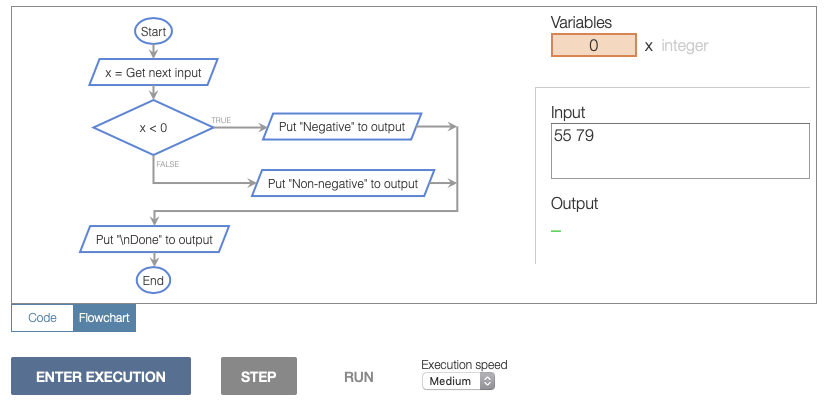 Start
x = Get next input
x < 0
TRUE
Put "Negative" to output
FALSE
Put "Non-negative" to output
Put "\nDone" to output
End
Variables
0 x integer
Input
55 79
Output
Code Flowchart
ENTER EXECUTION STEP RUN
Execution speed
Medium